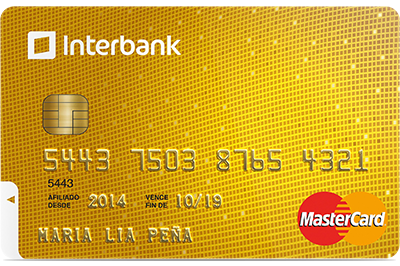 Interbank
5443 7503 8765 4321
5443
AFILIADO DESDE 2014 VENCE FIN DE 10/19
MARIA LIA PEÑA
MasterCard